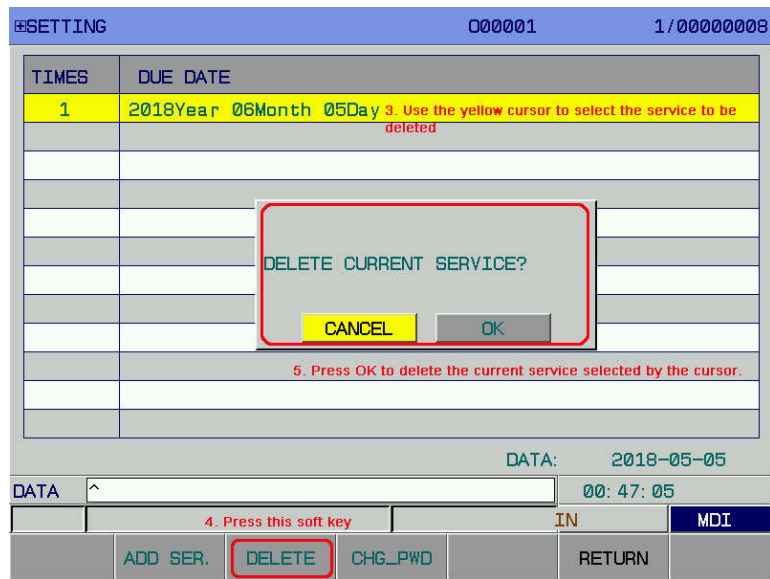 ⊞SETTING O00001 1/00000008
TIMES DUE DATE
1 2018Year 06Month 05Day 3. Use the yellow cursor to select the service to be
deleted
DELETE CURRENT SERVICE?
CANCEL OK
5. Press OK to delete the current service selected by the cursor.
DATA: 2018-05-05
DATA ^ 00:47:05
4. Press this soft key IN MDI
ADD SER. DELETE CHG_PWD RETURN